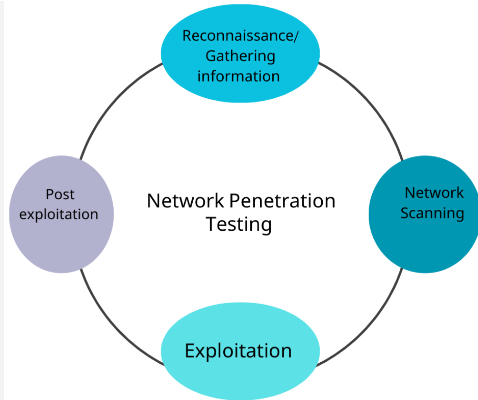 Reconnaissance/
Gathering
information
Post
exploitation
Network Penetration
Testing
Network
Scanning
Exploitation